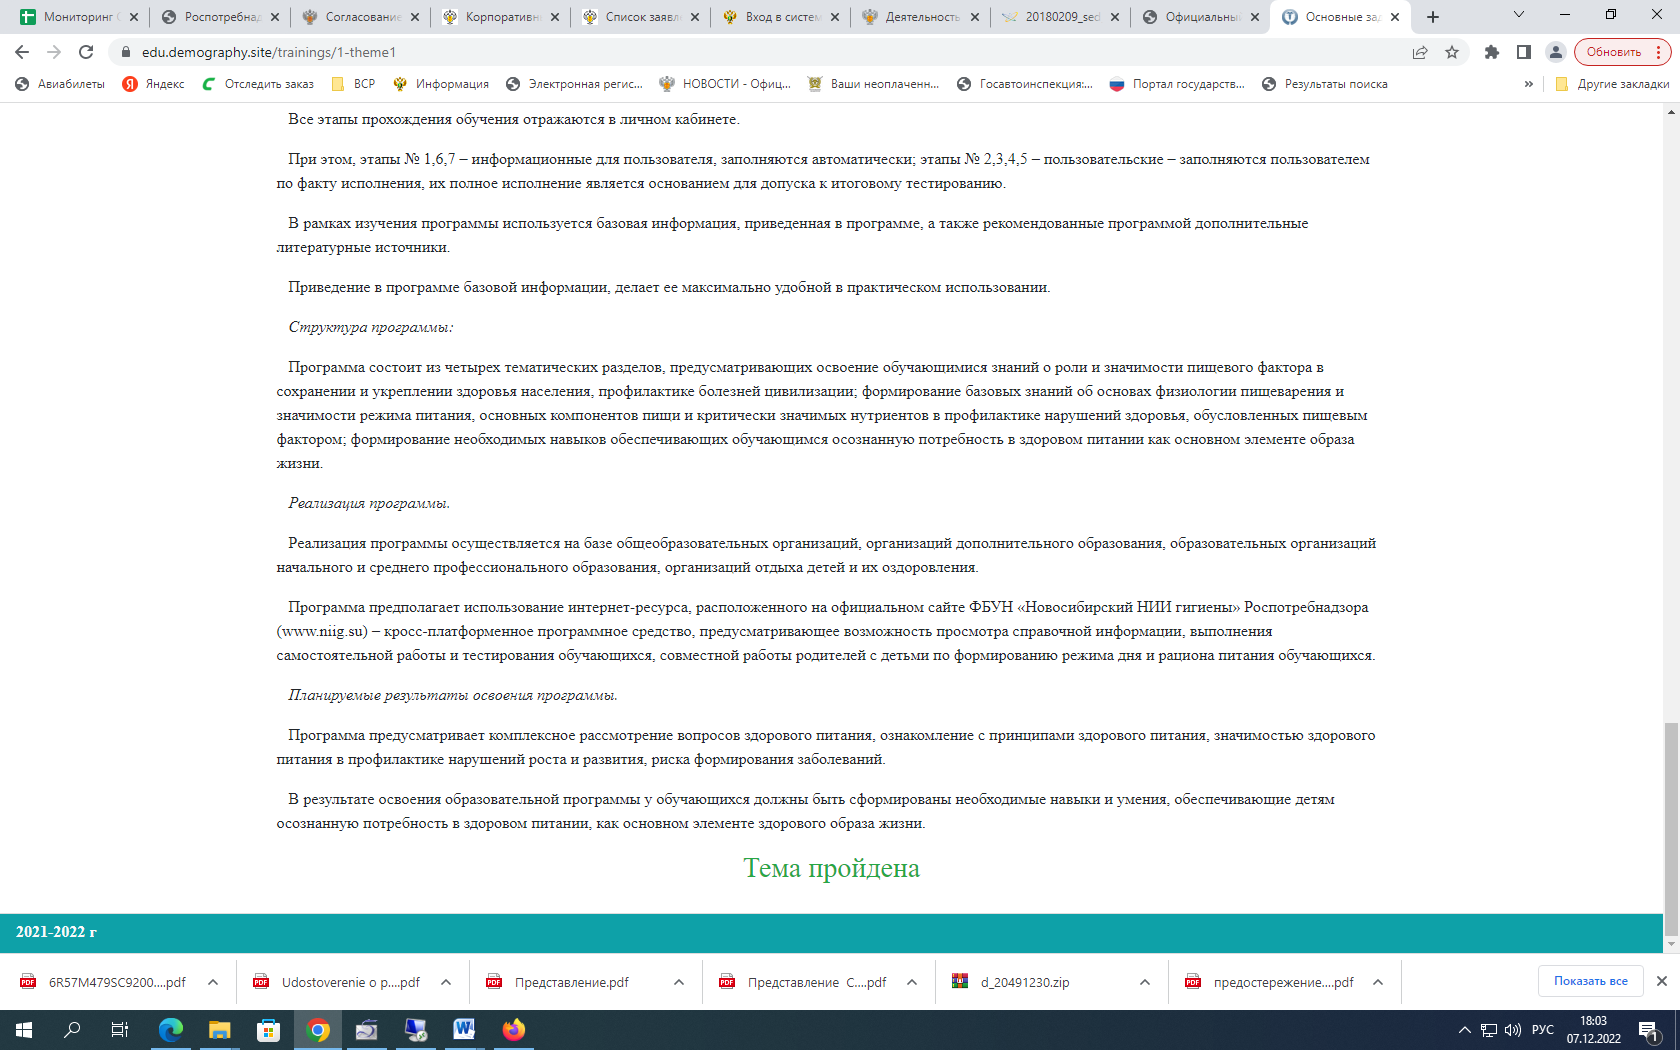 Мониторинг С
Роспотребнад
Согласование
Корпоративн
Список заявл
Вход в систем
Деятельность
20180209_sed
Официальный
Основные зад
edu.demography.site/trainings/1-theme1
Обновить
Авиабилеты
Яндекс
Отследить заказ
ВСР
Информация
Электронная регис...
НОВОСТИ - Офиц...
Ваши неоплаченн...
Госавтоинспекция:...
Портал государств...
Результаты поиска
»
Другие закладки
Все этапы прохождения обучения отражаются в личном кабинете.
При этом, этапы № 1,6,7 – информационные для пользователя, заполняются автоматически; этапы № 2,3,4,5 – пользовательские – заполняются пользователем
по факту исполнения, их полное исполнение является основанием для допуска к итоговому тестированию.
В рамках изучения программы используется базовая информация, приведенная в программе, а также рекомендованные программой дополнительные
литературные источники.
Приведение в программе базовой информации, делает ее максимально удобной в практическом использовании.
Структура программы:
Программа состоит из четырех тематических разделов, предусматривающих освоение обучающимися знаний о роли и значимости пищевого фактора в
сохранении и укреплении здоровья населения, профилактике болезней цивилизации; формирование базовых знаний об основах физиологии пищеварения и
значимости режима питания, основных компонентов пищи и критически значимых нутриентов в профилактике нарушений здоровья, обусловленных пищевым
фактором; формирование необходимых навыков обеспечивающих обучающимся осознанную потребность в здоровом питании как основном элементе образа
жизни.
Реализация программы.
Реализация программы осуществляется на базе общеобразовательных организаций, организаций дополнительного образования, образовательных организаций
начального и среднего профессионального образования, организаций отдыха детей и их оздоровления.
Программа предполагает использование интернет-ресурса, расположенного на официальном сайте ФБУН «Новосибирский НИИ гигиены» Роспотребнадзора
(www.niig.su) – кросс-платформенное программное средство, предусматривающее возможность просмотра справочной информации, выполнения
самостоятельной работы и тестирования обучающихся, совместной работы родителей с детьми по формированию режима дня и рациона питания обучающихся.
Планируемые результаты освоения программы.
Программа предусматривает комплексное рассмотрение вопросов здорового питания, ознакомление с принципами здорового питания, значимостью здорового
питания в профилактике нарушений роста и развития, риска формирования заболеваний.
В результате освоения образовательной программы у обучающихся должны быть сформированы необходимые навыки и умения, обеспечивающие детям
осознанную потребность в здоровом питании, как основном элементе здорового образа жизни.
Тема пройдена
2021-2022 г
6R57M479SC9200....pdf
Udostoverenie o p....pdf
Представление.pdf
Представление С....pdf
d_20491230.zip
предостережение....pdf
Показать все
РУС
18:03
07.12.2022
1